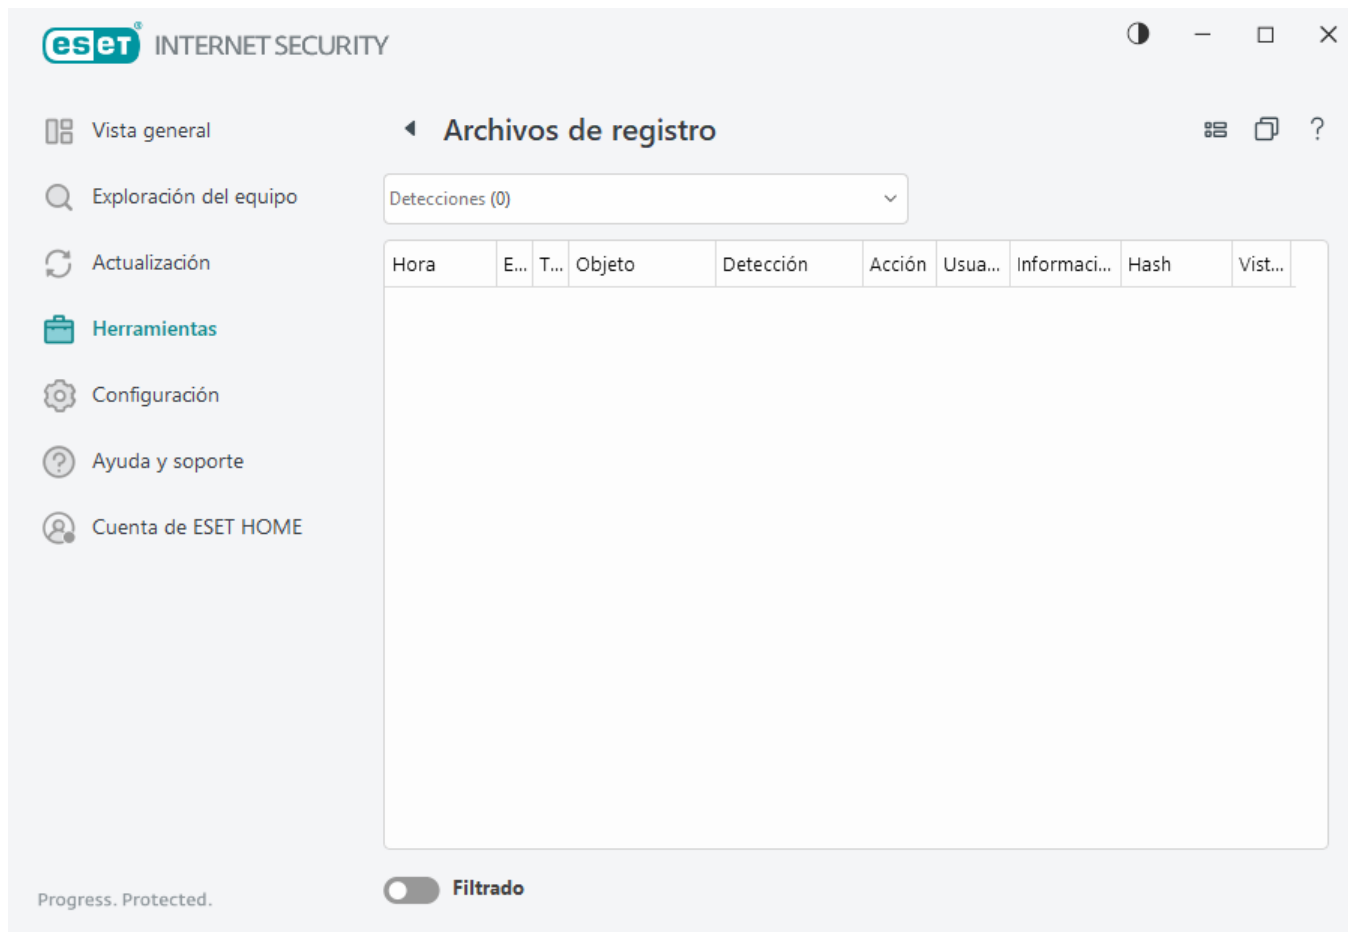 eset® INTERNET SECURITY
Vista general
Exploración del equipo
Actualización
Herramientas
Configuración
Ayuda y soporte
Cuenta de ESET HOME
Progress. Protected.
Archivos de registro
?
Detecciones (0)
Hora E... T... Objeto Detección Acción Usua... Informaci... Hash Vist...
Filtrado